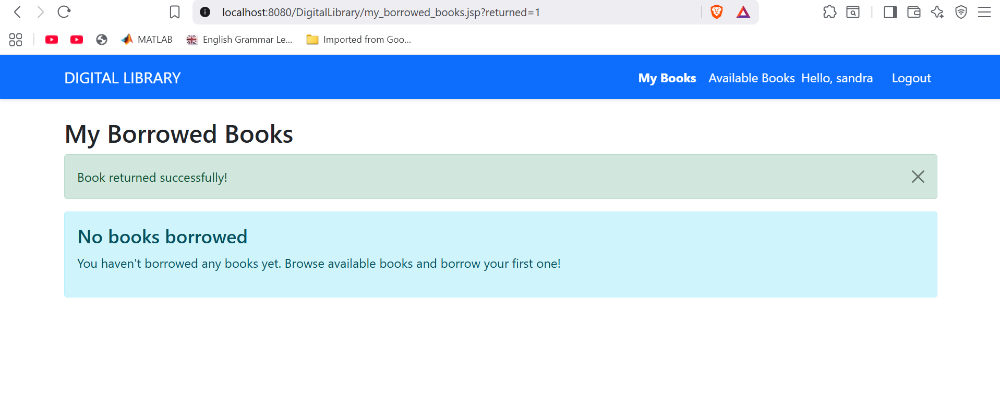 localhost:8080/DigitalLibrary/my_borrowed_books.jsp?returned=1
MATLAB English Grammar Le... Imported from Goo...
DIGITAL LIBRARY My Books Available Books Hello, sandra Logout
My Borrowed Books
Book returned successfully!
No books borrowed
You haven't borrowed any books yet. Browse available books and borrow your first one!